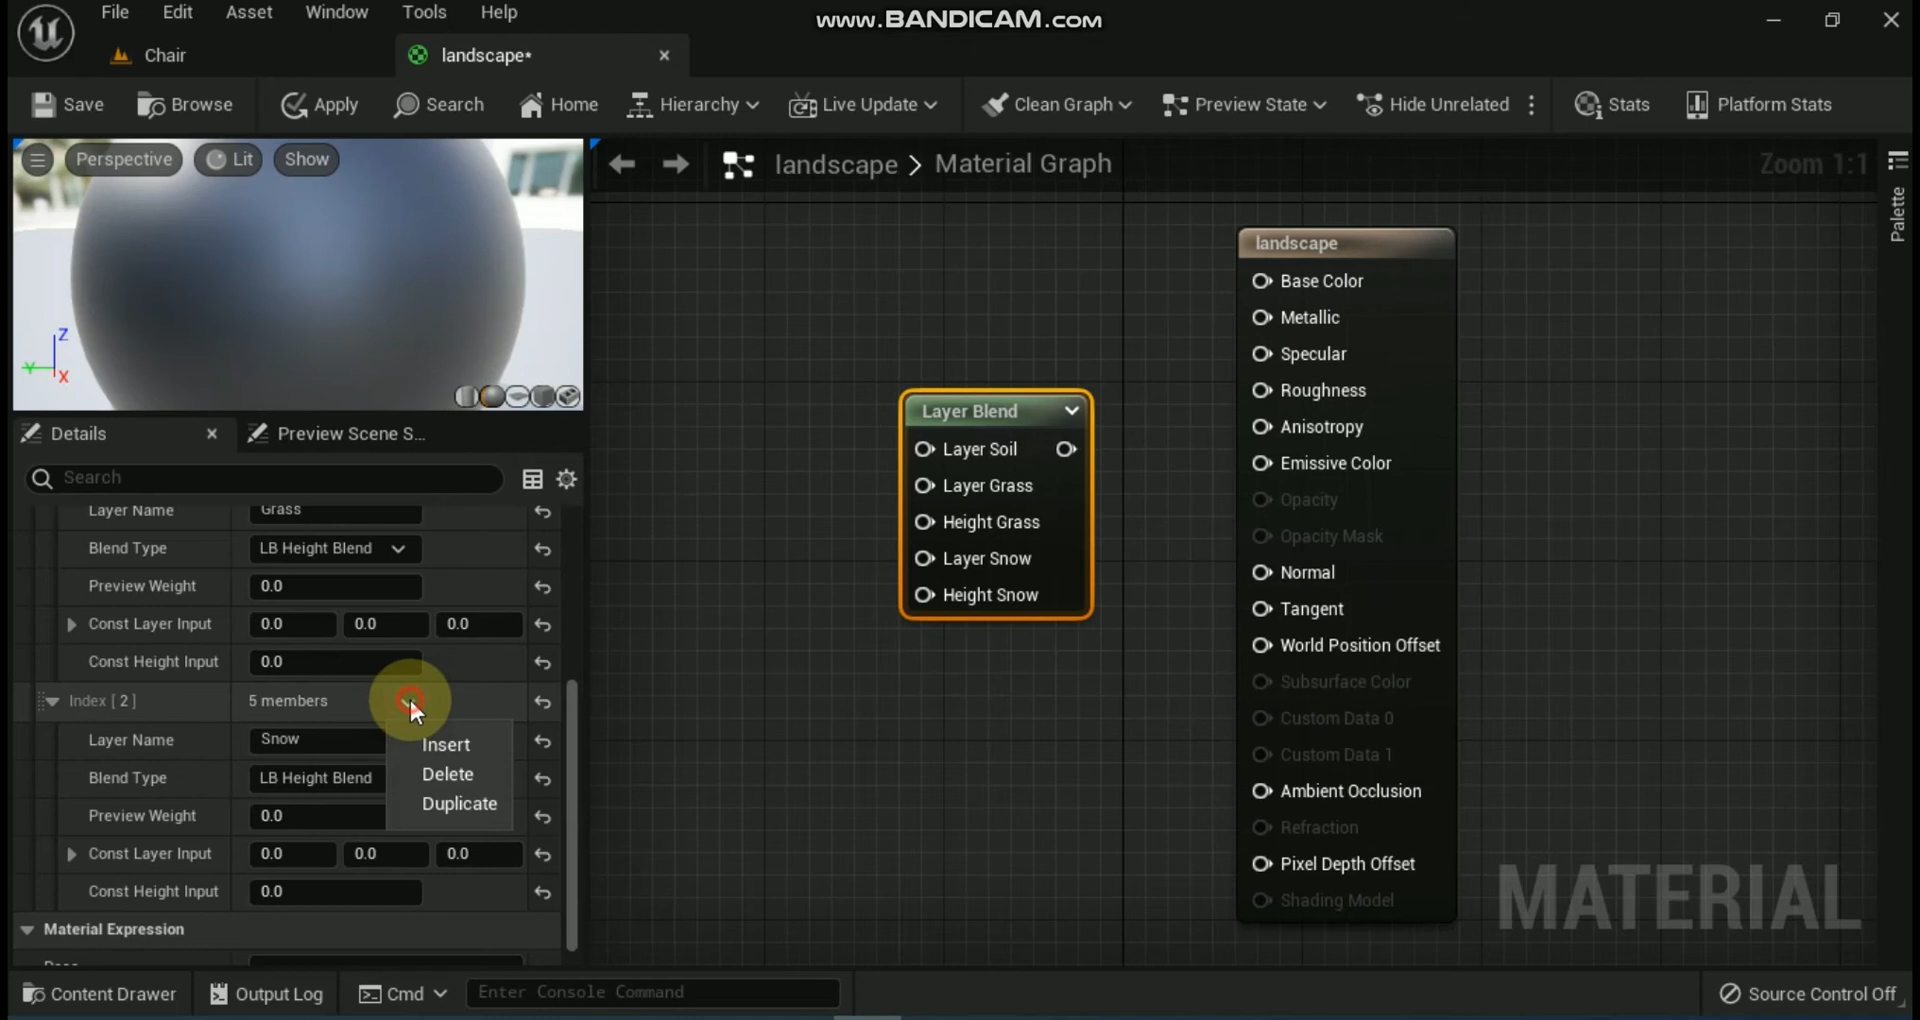 File Edit Asset Window Tools Help
www.BANDICAM.com
Chair
landscape*
Save Browse Apply Search Home Hierarchy Live Update Clean Graph Preview State Hide Unrelated Stats Platform Stats
Perspective Lit Show
landscape > Material Graph
Zoom 1:1
Palette
Z
Y
X
Details
Preview Scene S...
Search
Layer Name Grass
Blend Type LB Height Blend
Preview Weight 0.0
Const Layer Input 0.0 0.0 0.0
Const Height Input 0.0
Index [ 2 ] 5 members
Layer Name Snow
Blend Type LB Height Blend
Preview Weight 0.0
Const Layer Input 0.0 0.0 0.0
Const Height Input 0.0
Material Expression
Insert
Delete
Duplicate
Layer Blend
Layer Soil
Layer Grass
Height Grass
Layer Snow
Height Snow
landscape
Base Color
Metallic
Specular
Roughness
Anisotropy
Emissive Color
Opacity
Opacity Mask
Normal
Tangent
World Position Offset
Subsurface Color
Custom Data 0
Custom Data 1
Ambient Occlusion
Refraction
Pixel Depth Offset
Shading Model
MATERIAL
Content Drawer Output Log Cmd Enter Console Command Source Control Off